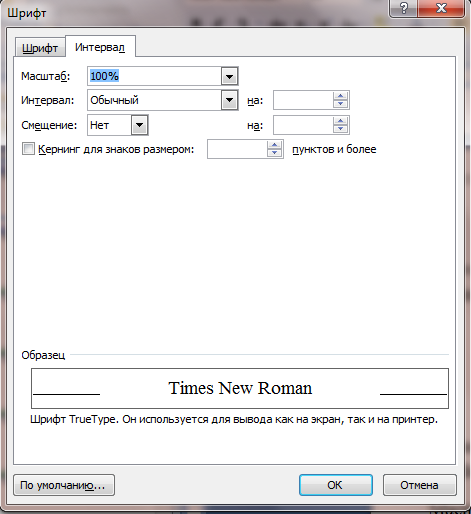 Шрифт
Шрифт Интервал
Масштаб: 100%
Интервал: Обычный на:
Смещение: Нет на:
Кернинг для знаков размером: пунктов и более
Образец
Times New Roman
Шрифт TrueType. Он используется для вывода как на экран, так и на принтер.
По умолчанию... ОК Отмена